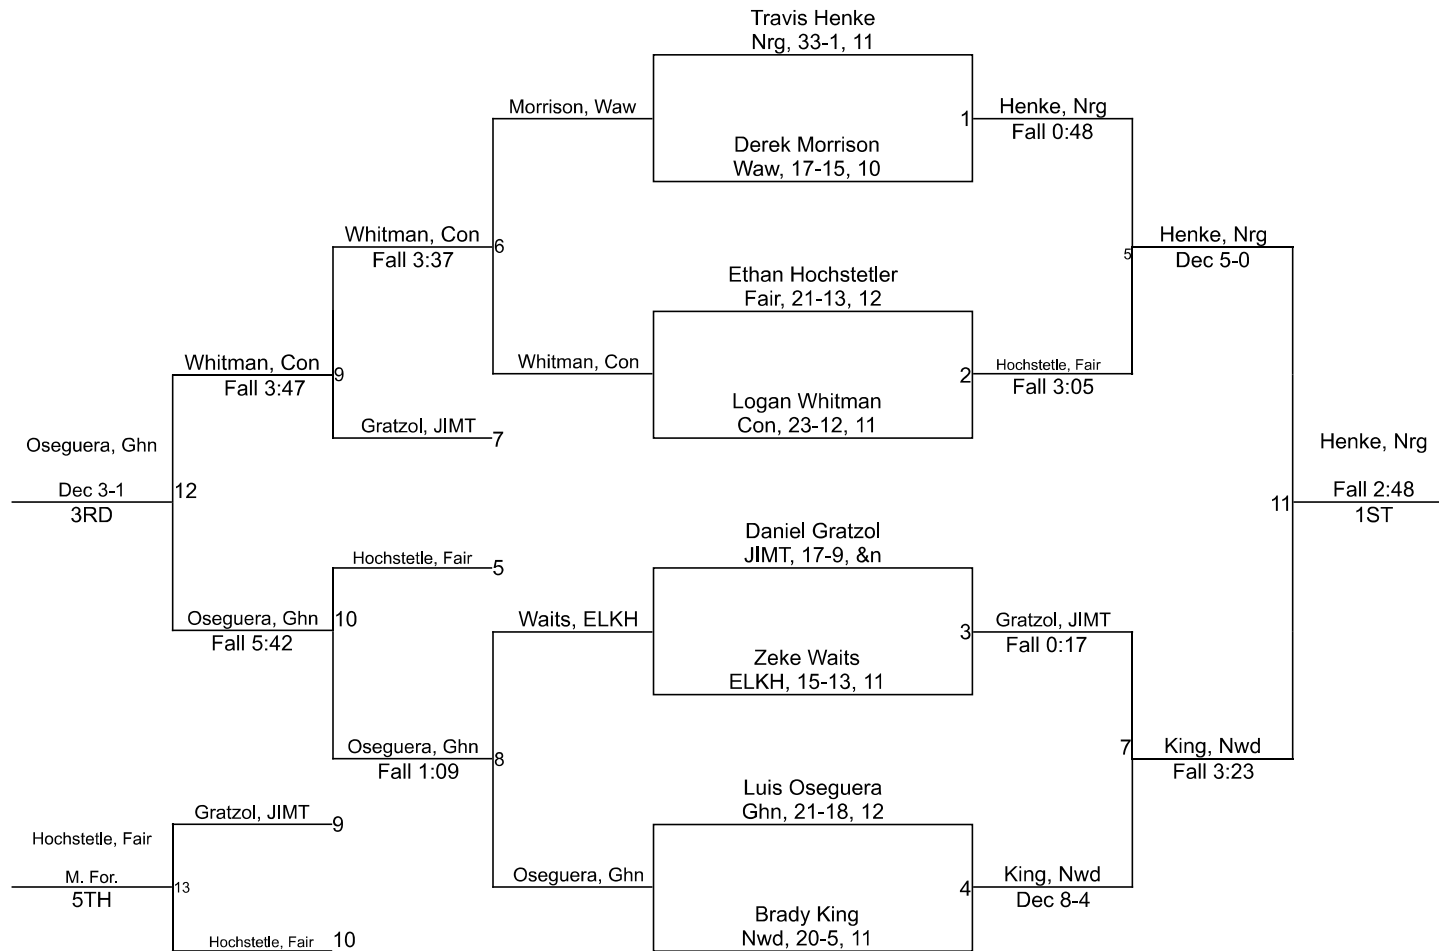 Travis Henke
Nrg, 33-1, 11
Morrison, Waw
1
Henke, Nrg
Fall 0:48
Derek Morrison
Waw, 17-15, 10
Whitman, Con
6
Fall 3:37
Henke, Nrg
5
Dec 5-0
Ethan Hochstetler
Fair, 21-13, 12
Whitman, Con
9
Fall 3:47
Whitman, Con
2
Hochstetle, Fair
Fall 3:05
Logan Whitman
Con, 23-12, 11
Gratzol, JIMT
7
Oseguera, Ghn
Dec 3-1
12
3RD
Henke, Nrg
11
Fall 2:48
1ST
Daniel Gratzol
JIMT, 17-9, &n
Hochstetle, Fair
5
Oseguera, Ghn
10
Fall 5:42
Waits, ELKH
3
Gratzol, JIMT
Fall 0:17
Zeke Waits
ELKH, 15-13, 11
Oseguera, Ghn
8
Fall 1:09
7
King, Nwd
Fall 3:23
Luis Oseguera
Ghn, 21-18, 12
Gratzol, JIMT
9
Hochstetle, Fair
M. For.
13
5TH
Oseguera, Ghn
4
King, Nwd
Dec 8-4
Brady King
Nwd, 20-5, 11
Hochstetle, Fair
10